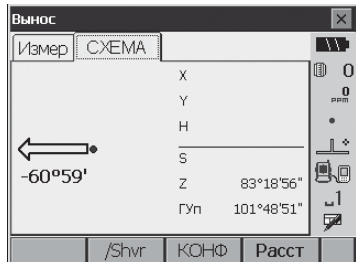 Вынос
Измер СХЕМА
X
Y
H
-60°59'
S
Z 83°18'56"
ГУп 101°48'51"
0
0
ppm
1
/Shvr КОНФ Расст